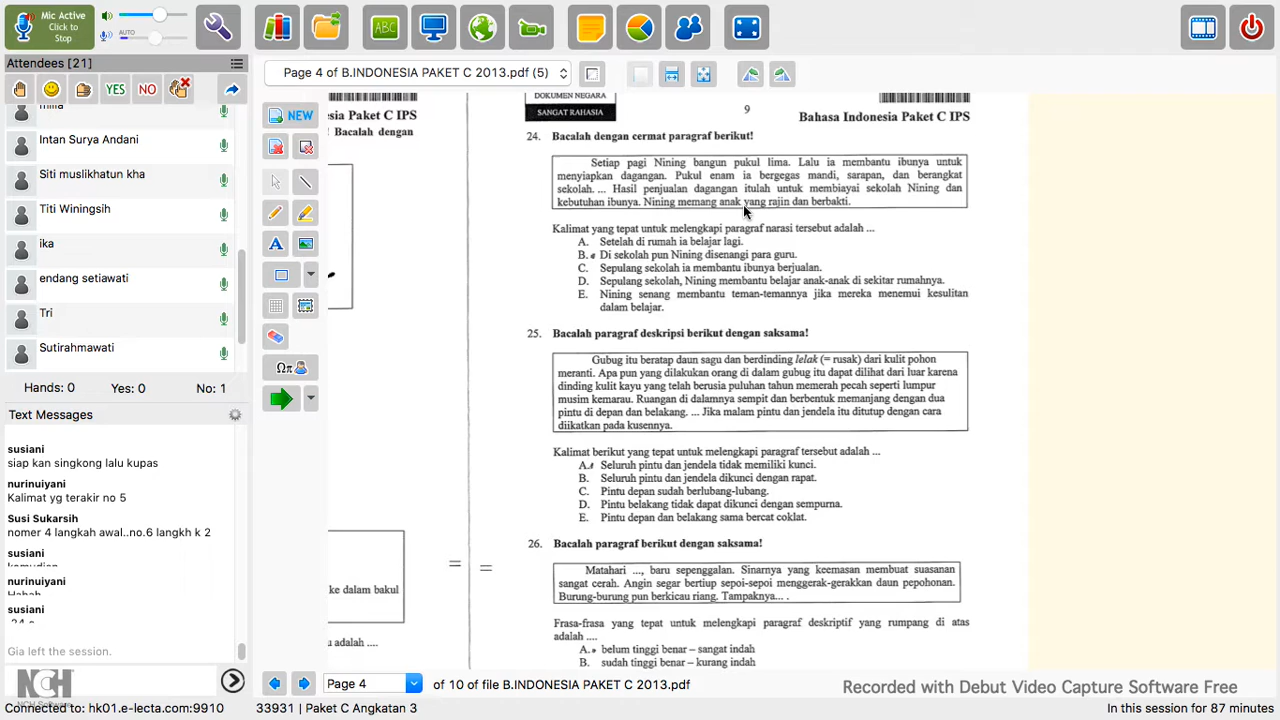 Mic Active
Click to
Stop
AUTO
ABC
Attendees [21]
YES
NO
Intan Surya Andani
Siti muslikhatun kha
Titi Winingsih
ika
endang setiawati
Tri
Sutirahmawati
Hands: 0 Yes: 0 No: 1
Text Messages
susiani
siap kan singkong lalu kupas
nurinuiyani
Kalimat yg terakir no 5
Susi Sukarsih
nomer 4 langkah awal..no.6 langkh k 2
susiani
nurinuiyani
susiani
Gia left the session.
NCH
Connected to: hk01.e-lecta.com:9910
Page 4 of B.INDONESIA PAKET C 2013.pdf (5)
NEW
Ωπ
sia Paket C IPS
! Bacalah dengan
ke dalam bakul
u adalah ....
DOKUMEN NEGARA
SANGAT RAHASIA
9
Bahasa Indonesia Paket C IPS
24. Bacalah dengan cermat paragraf berikut!
Setiap pagi Nining bangun pukul lima. Lalu ia membantu ibunya untuk
menyiapkan dagangan. Pukul enam ia bergegas mandi, sarapan, dan berangkat
sekolah. ... Hasil penjualan dagangan itulah untuk membiayai sekolah Nining dan
kebutuhan ibunya. Nining memang anak yang rajin dan berbakti.
Kalimat yang tepat untuk melengkapi paragraf narasi tersebut adalah ...
A. Setelah di rumah ia belajar lagi.
B. Di sekolah pun Nining disenangi para guru.
C. Sepulang sekolah ia membantu ibunya berjualan.
D. Sepulang sekolah, Nining membantu belajar anak-anak di sekitar rumahnya.
E. Nining senang membantu teman-temannya jika mereka menemui kesulitan
dalam belajar.
25. Bacalah paragraf deskripsi berikut dengan saksama!
Gubug itu beratap daun sagu dan berdinding lelak (= rusak) dari kulit pohon
meranti. Apa pun yang dilakukan orang di dalam gubug itu dapat dilihat dari luar karena
dinding kulit kayu yang telah berusia puluhan tahun memerah pecah seperti lumpur
musim kemarau. Ruangan di dalamnya sempit dan berbentuk memanjang dengan dua
pintu di depan dan belakang. ... Jika malam pintu dan jendela itu ditutup dengan cara
diikatkan pada kusennya.
Kalimat berikut yang tepat untuk melengkapi paragraf tersebut adalah ...
A. Seluruh pintu dan jendela tidak memiliki kunci.
B. Seluruh pintu dan jendela dikunci dengan rapat.
C. Pintu depan sudah berlubang-lubang.
D. Pintu belakang tidak dapat dikunci dengan sempurna.
E. Pintu depan dan belakang sama bercat coklat.
26. Bacalah paragraf berikut dengan saksama!
Matahari ..., baru sepenggalan. Sinarnya yang keemasan membuat suasanan
sangat cerah. Angin segar bertiup sepoi-sepoi menggerak-gerakkan daun pepohonan.
Burung-burung pun berkicau riang. Tampaknya... .
Frasa-frasa yang tepat untuk melengkapi paragraf deskriptif yang rumpang di atas
adalah ....
A. belum tinggi benar – sangat indah
B. sudah tinggi benar – kurang indah
Page 4 of 10 of file B.INDONESIA PAKET C 2013.pdf
Recorded with Debut Video Capture Software Free
33931 | Paket C Angkatan 3
In this session for 87 minutes